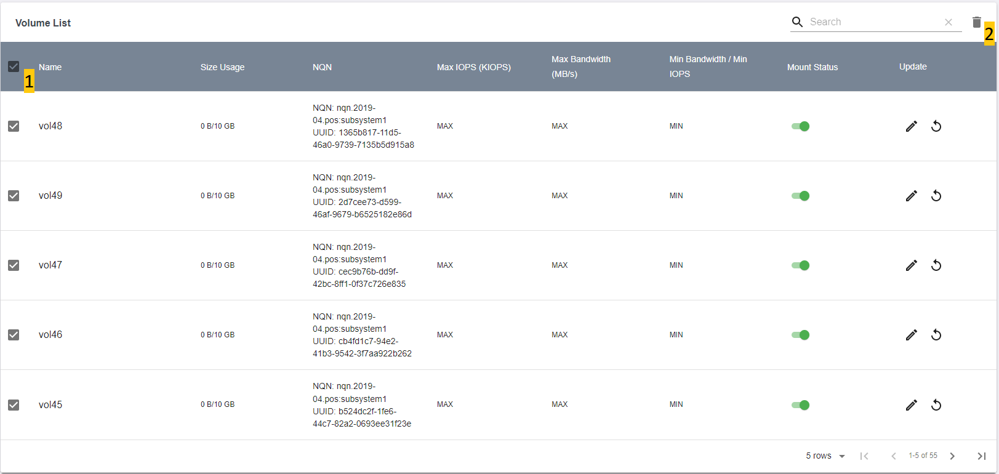 Volume List
Search
2
1
Name
Size Usage
NQN
Max IOPS (KIOPS)
Max Bandwidth
(MB/s)
Min Bandwidth / Min
IOPS
Mount Status
Update
vol48
0 B/10 GB
NQN: nqn.2019-
04.pos:subsystem1
UUID: 1365b817-11d5-
46a0-9739-7135b5d915a8
MAX
MAX
MIN
vol49
0 B/10 GB
NQN: nqn.2019-
04.pos:subsystem1
UUID: 2d7cee73-d599-
46af-9679-b6525182e86d
MAX
MAX
MIN
vol47
0 B/10 GB
NQN: nqn.2019-
04.pos:subsystem1
UUID: cec9b76b-dd9f-
42bc-8ff1-0f37c726e835
MAX
MAX
MIN
vol46
0 B/10 GB
NQN: nqn.2019-
04.pos:subsystem1
UUID: cb4fd1c7-94e2-
41b3-9542-3f7aa922b262
MAX
MAX
MIN
vol45
0 B/10 GB
NQN: nqn.2019-
04.pos:subsystem1
UUID: b524dc2f-1fe6-
44c7-82a2-0693ee31f23e
MAX
MAX
MIN
5 rows
1-5 of 55